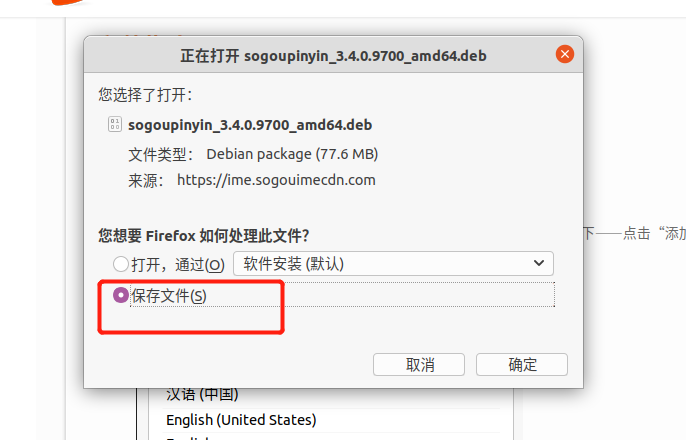 正在打开 sogoupinyin_3.4.0.9700_amd64.deb
您选择了打开:
sogoupinyin_3.4.0.9700_amd64.deb
文件类型： Debian package (77.6 MB)
来源： https://ime.sogouimecdn.com
您想要 Firefox 如何处理此文件?
下——点击“添加
打开，通过(O) 软件安装 (默认)
保存文件(S)
取消 确定
汉语 (中国)
English (United States)